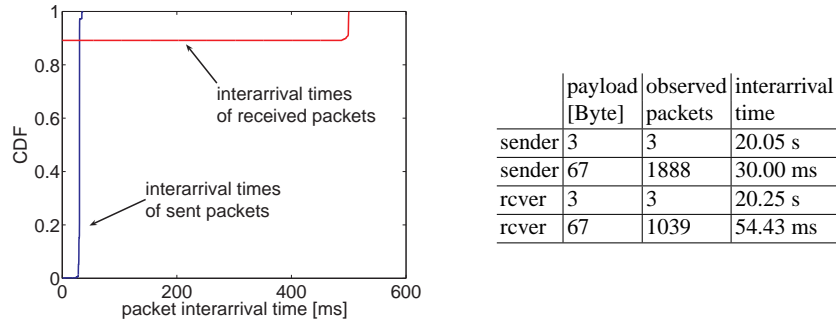 1
0.8
0.6
0.4
0.2
0
CDF
interarrival times
of received packets
interarrival times
of sent packets
0 200 400 600
packet interarrival time [ms]
payload observed interarrival
[Byte] packets time
sender 3 3 20.05 s
sender 67 1888 30.00 ms
rcver 3 3 20.25 s
rcver 67 1039 54.43 ms